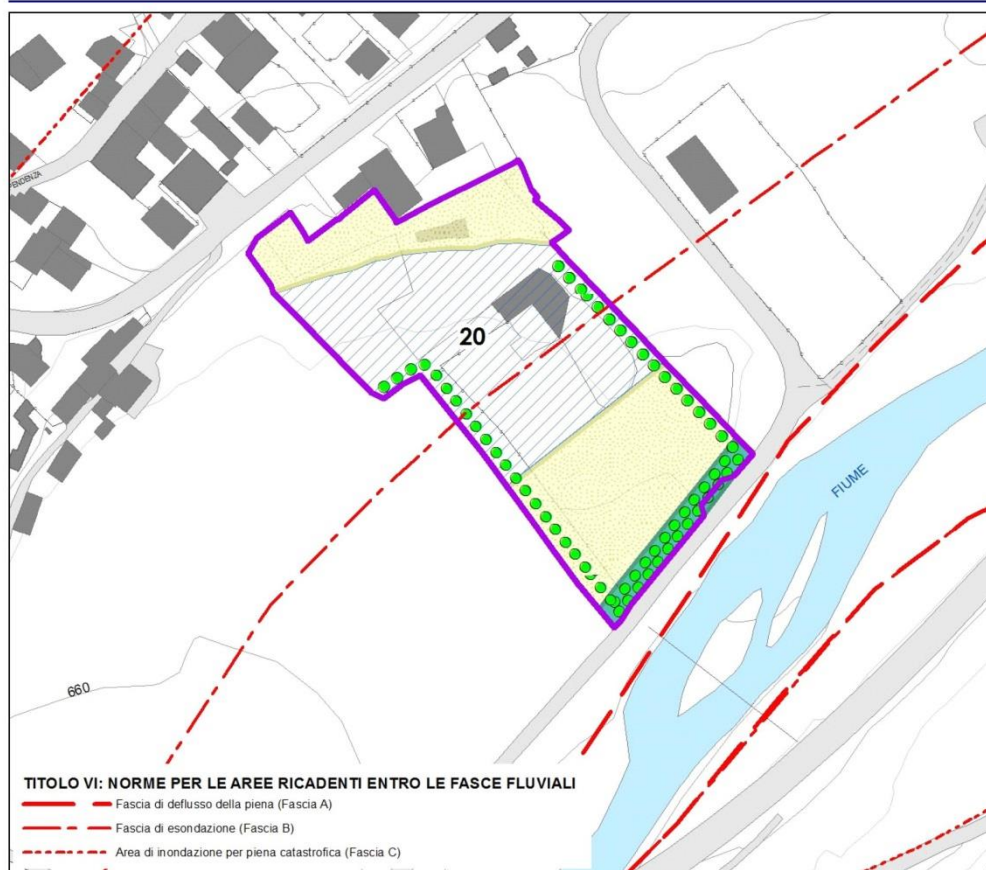 PENDENZA
20
FIUME
660
TITOLO VI: NORME PER LE AREE RICADENTI ENTRO LE FASCE FLUVIALI
Fascia di deflusso della piena (Fascia A)
Fascia di esondazione (Fascia B)
Area di inondazione per piena catastrofica (Fascia C)